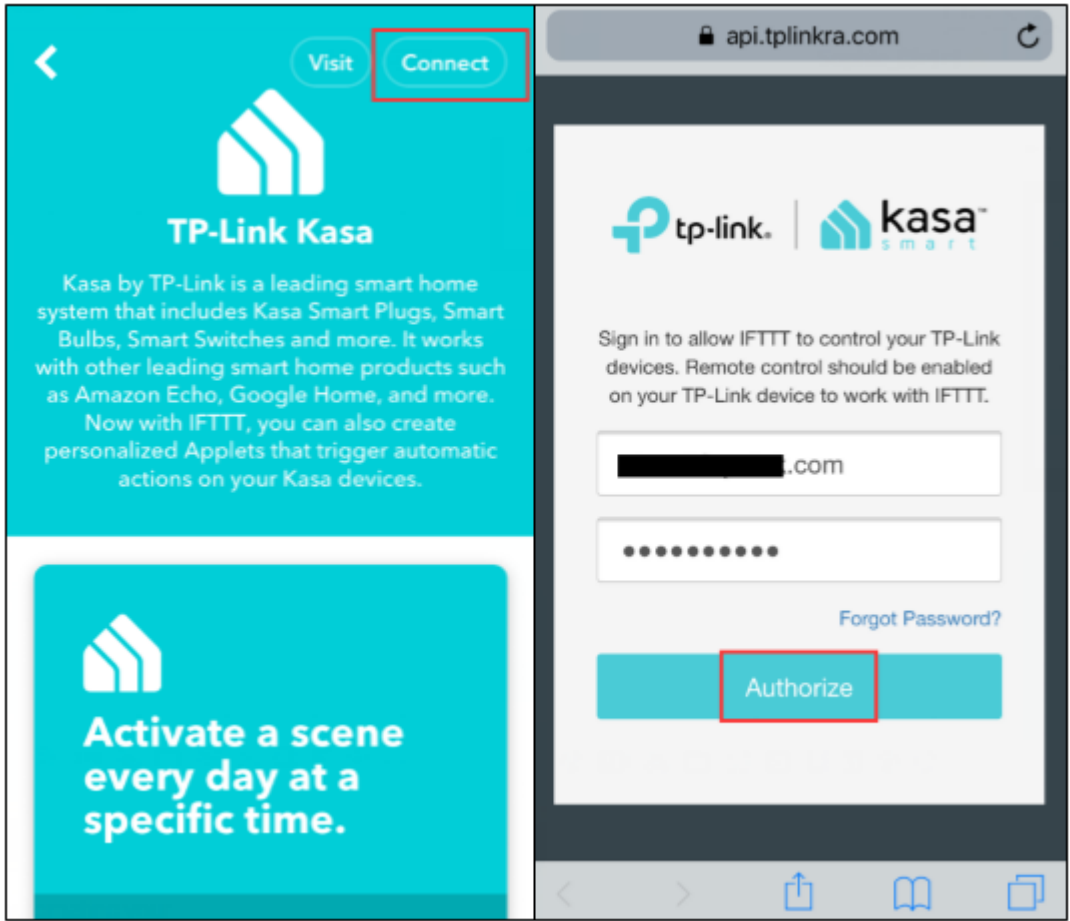 Visit
Connect
TP-Link Kasa
Kasa by TP-Link is a leading smart home
system that includes Kasa Smart Plugs, Smart
Bulbs, Smart Switches and more. It works
with other leading smart home products such
as Amazon Echo, Google Home, and more.
Now with IFTTT, you can also create
personalized Applets that trigger automatic
actions on your Kasa devices.
Activate a scene
every day at a
specific time.
api.tplinkra.com
tp-link.
kasa™
smart
Sign in to allow IFTTT to control your TP-Link
devices. Remote control should be enabled
on your TP-Link device to work with IFTTT.
.com
Forgot Password?
Authorize